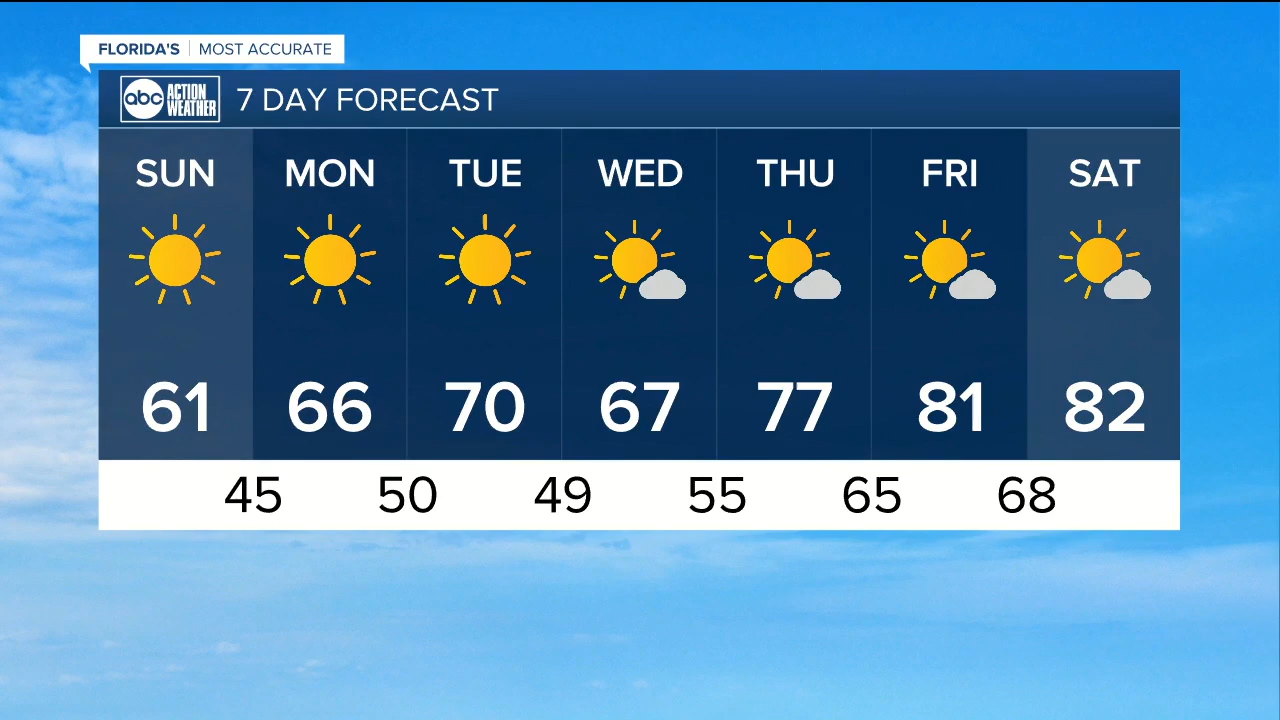 FLORIDA'S | MOST ACCURATE
abc ACTION WEATHER 7 DAY FORECAST
SUN MON TUE WED THU FRI SAT
61 66 70 67 77 81 82
45 50 49 55 65 68